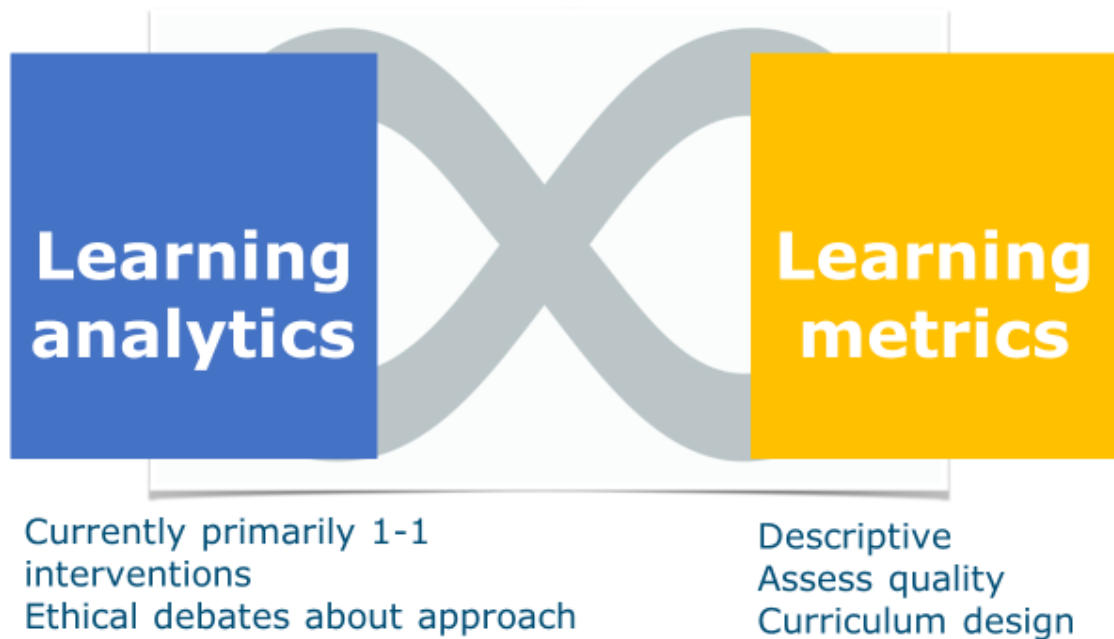 Learning
analytics
Learning
metrics
Currently primarily 1-1
interventions
Ethical debates about approach
Descriptive
Assess quality
Curriculum design